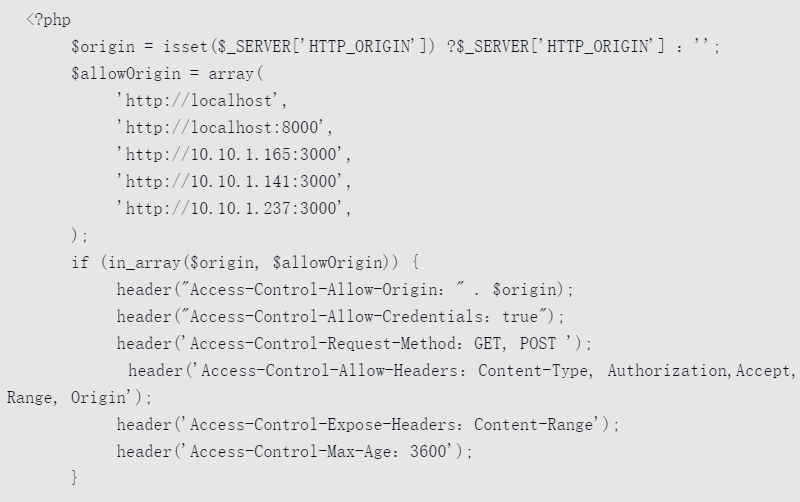 <?php
$origin = isset($_SERVER['HTTP_ORIGIN']) ?$_SERVER['HTTP_ORIGIN'] : '';
$allowOrigin = array(
'http://localhost',
'http://localhost:8000',
'http://10.10.1.165:3000',
'http://10.10.1.141:3000',
'http://10.10.1.237:3000',
);
if (in_array($origin, $allowOrigin)) {
header("Access-Control-Allow-Origin: " . $origin);
header("Access-Control-Allow-Credentials: true");
header('Access-Control-Request-Method: GET, POST ');
header('Access-Control-Allow-Headers: Content-Type, Authorization,Accept,
Range, Origin');
header('Access-Control-Expose-Headers: Content-Range');
header('Access-Control-Max-Age: 3600');
}